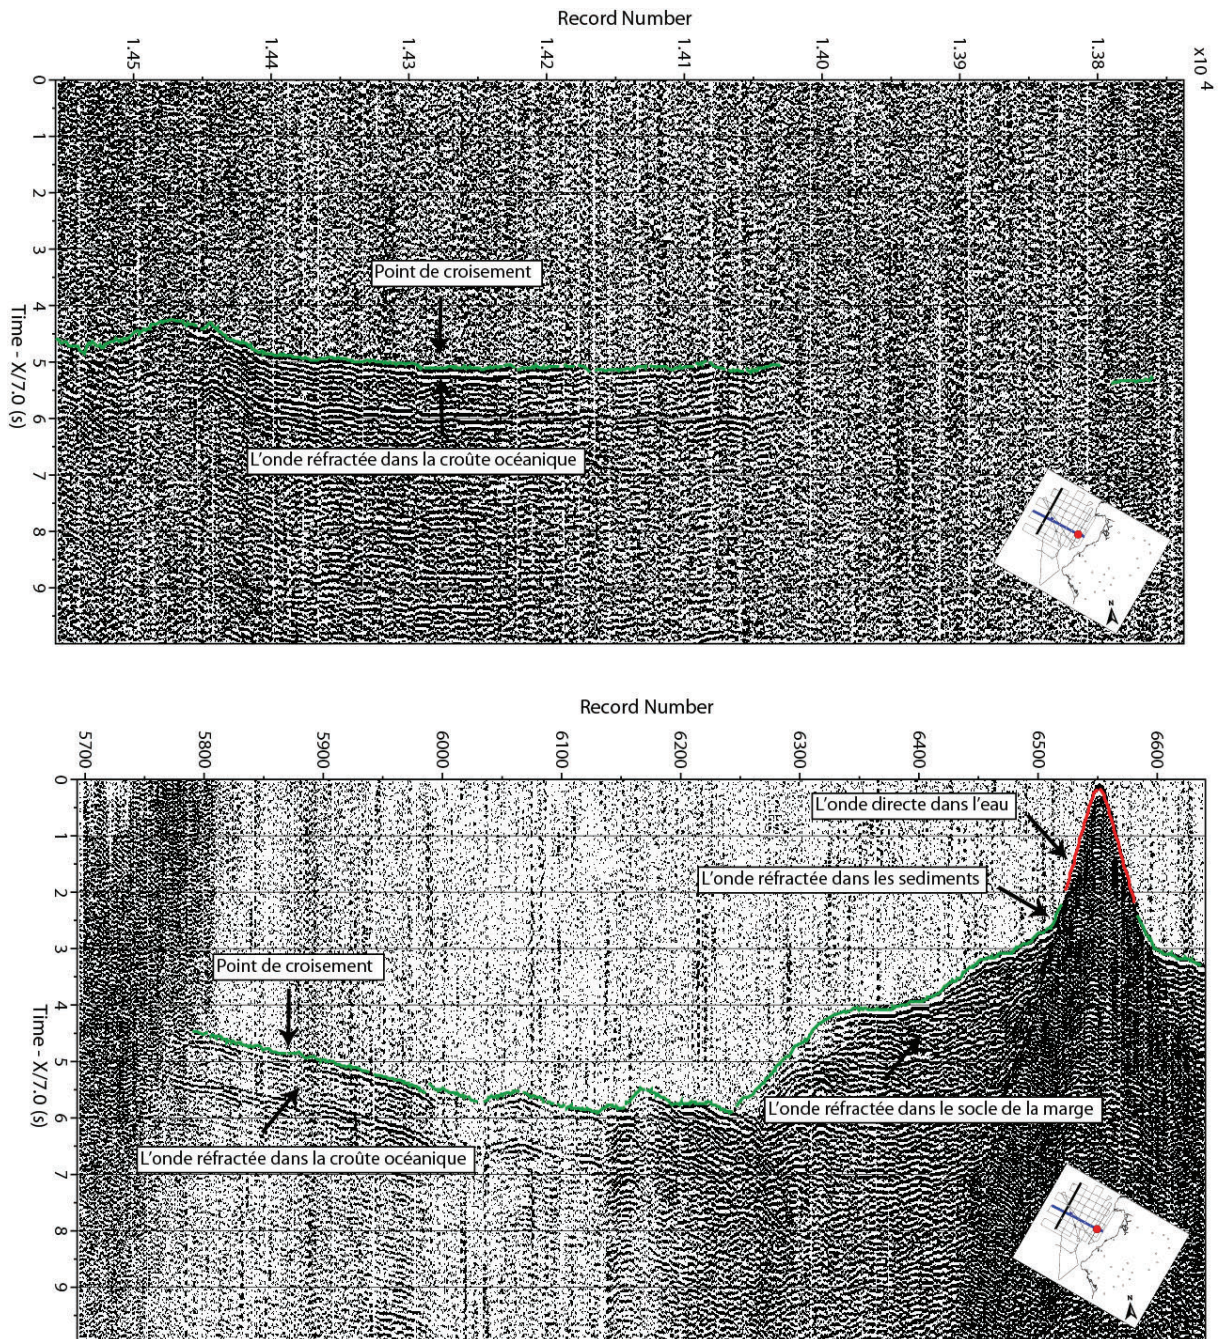 Record Number
1.45 1.44 1.43 1.42 1.41 1.40 1.39 1.38 x10 4
0
1
2
3
Point de croisement
4
5
6
L'onde réfractée dans la croûte océanique
7
8
9
Time - X/7.0 (s)
N
Record Number
5700 5800 5900 6000 6100 6200 6300 6400 6500 6600
0
L'onde directe dans l'eau
1
L'onde réfractée dans les sediments
2
3
Point de croisement
4
5
L'onde réfractée dans le socle de la marge
6
L'onde réfractée dans la croûte océanique
7
8
9
Time - X/7.0 (s)
N